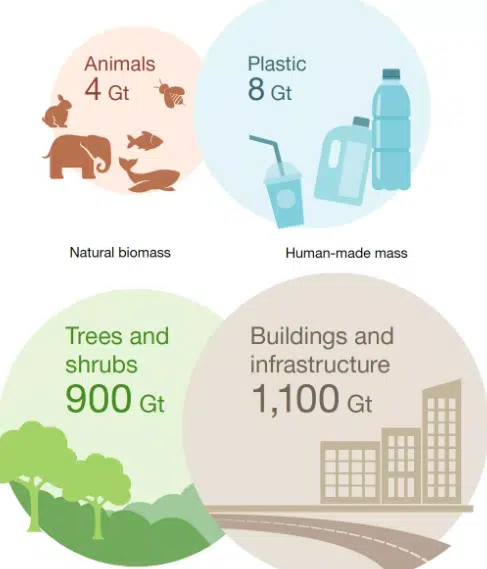 Animals
4 Gt
Plastic
8 Gt
Natural biomass
Human-made mass
Trees and
shrubs
900 Gt
Buildings and
infrastructure
1,100 Gt